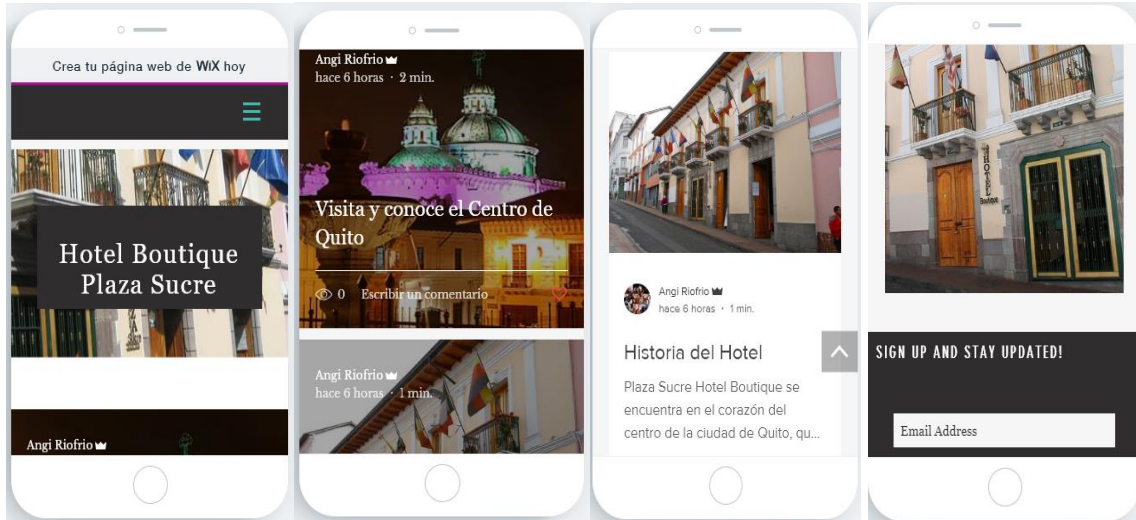 Crea tu página web de WiX hoy
Hotel Boutique
Plaza Sucre
Angi Riofrio
Angi Riofrio
hace 6 horas · 2 min.
Visita y conoce el Centro de
Quito
0 Escribir un comentario
Angi Riofrio
hace 6 horas · 1 min.
Angi Riofrio
hace 6 horas · 1 min.
Historia del Hotel
Plaza Sucre Hotel Boutique se
encuentra en el corazón del
centro de la ciudad de Quito, qu...
HOTEL
Boutique
SIGN UP AND STAY UPDATED!
Email Address